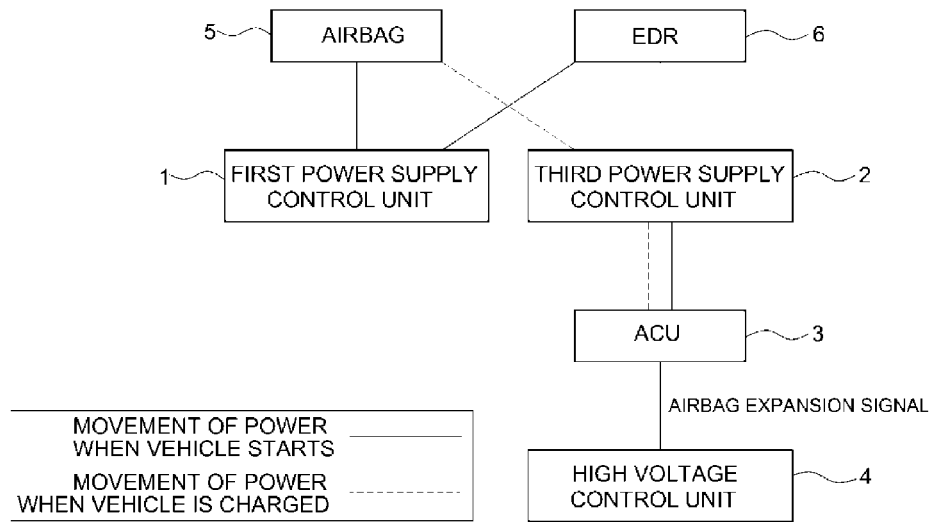 5
AIRBAG
EDR
6
1
FIRST POWER SUPPLY
CONTROL UNIT
THIRD POWER SUPPLY
CONTROL UNIT
2
ACU
3
AIRBAG EXPANSION SIGNAL
MOVEMENT OF POWER
WHEN VEHICLE STARTS
MOVEMENT OF POWER
WHEN VEHICLE IS CHARGED
HIGH VOLTAGE
CONTROL UNIT
4